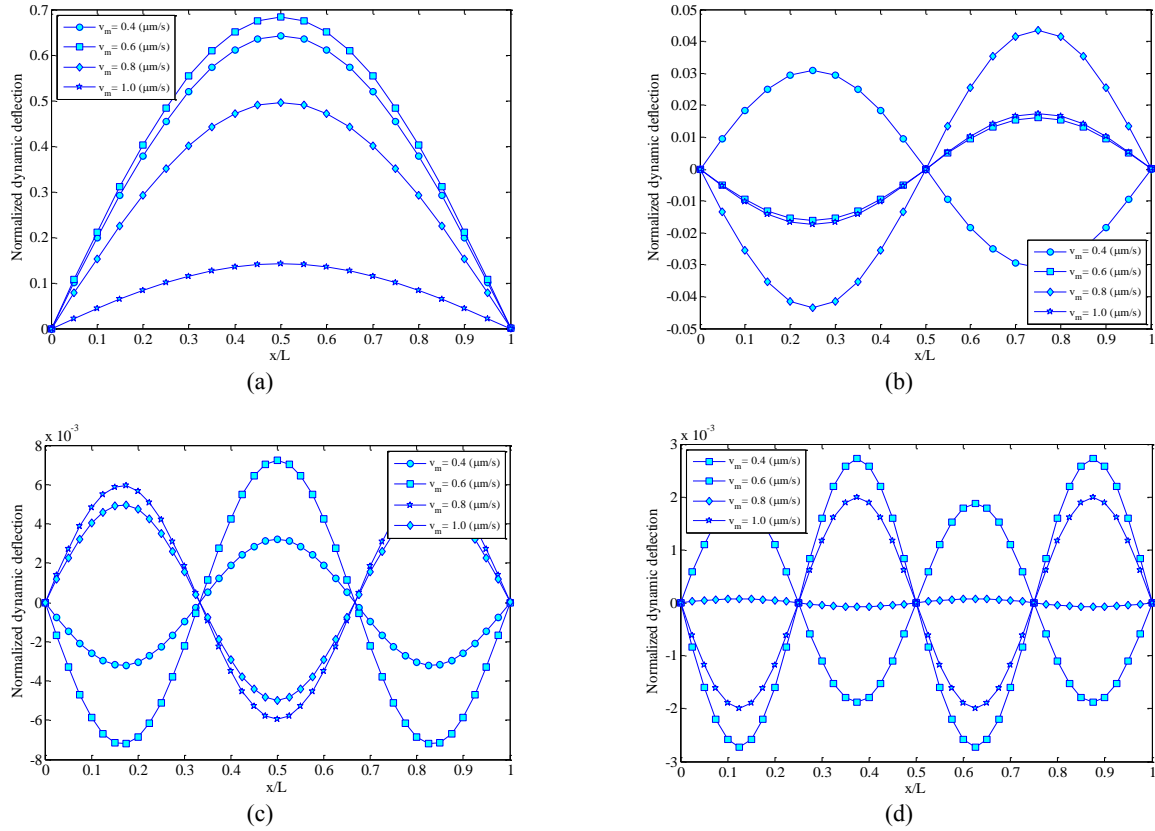 0.7
0.6
0.5
0.4
0.3
0.2
0.1
0
Normalized dynamic deflection
v_m= 0.4 (μm/s)
v_m= 0.6 (μm/s)
v_m= 0.8 (μm/s)
v_m= 1.0 (μm/s)
0 0.1 0.2 0.3 0.4 0.5 0.6 0.7 0.8 0.9 1
x/L
(a)
0.05
0.04
0.03
0.02
0.01
0
-0.01
-0.02
-0.03
-0.04
-0.05
Normalized dynamic deflection
v_m= 0.4 (μm/s)
v_m= 0.6 (μm/s)
v_m= 0.8 (μm/s)
v_m= 1.0 (μm/s)
0 0.1 0.2 0.3 0.4 0.5 0.6 0.7 0.8 0.9 1
x/L
(b)
x 10^-3
8
6
4
2
0
-2
-4
-6
-8
Normalized dynamic deflection
v_m= 0.4 (μm/s)
v_m= 0.6 (μm/s)
v_m= 0.8 (μm/s)
v_m= 1.0 (μm/s)
0 0.1 0.2 0.3 0.4 0.5 0.6 0.7 0.8 0.9 1
x/L
(c)
x 10^-3
3
2
1
0
-1
-2
-3
Normalized dynamic deflection
v_m= 0.4 (μm/s)
v_m= 0.6 (μm/s)
v_m= 0.8 (μm/s)
v_m= 1.0 (μm/s)
0 0.1 0.2 0.3 0.4 0.5 0.6 0.7 0.8 0.9 1
x/L
(d)